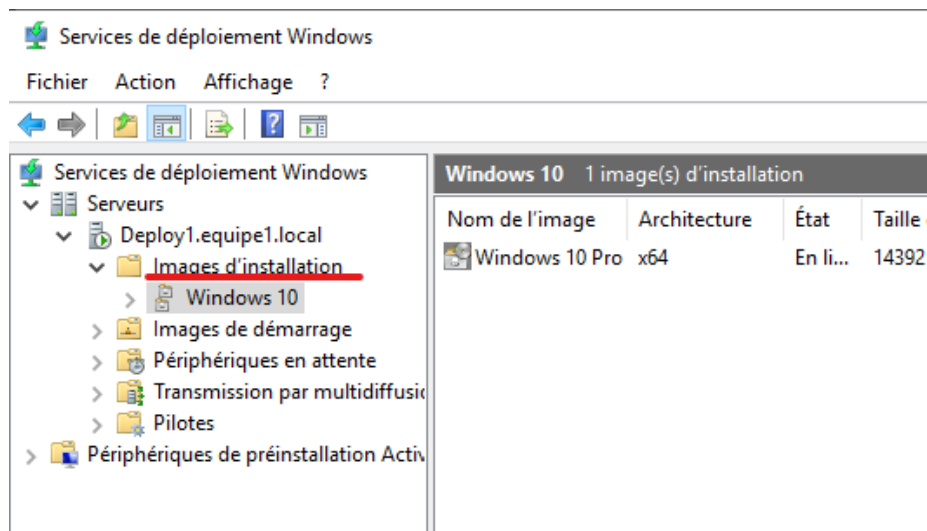 Services de déploiement Windows
Fichier Action Affichage ?
Services de déploiement Windows
Serveurs
Deploy1.equipe1.local
Images d'installation
Windows 10
Images de démarrage
Périphériques en attente
Transmission par
Pilotes
Périphériques de préinstallation
Windows 10 1 image(s) d'installation
Nom de l'image Architecture État Taille
Windows 10 Pro x64 En li... 14392